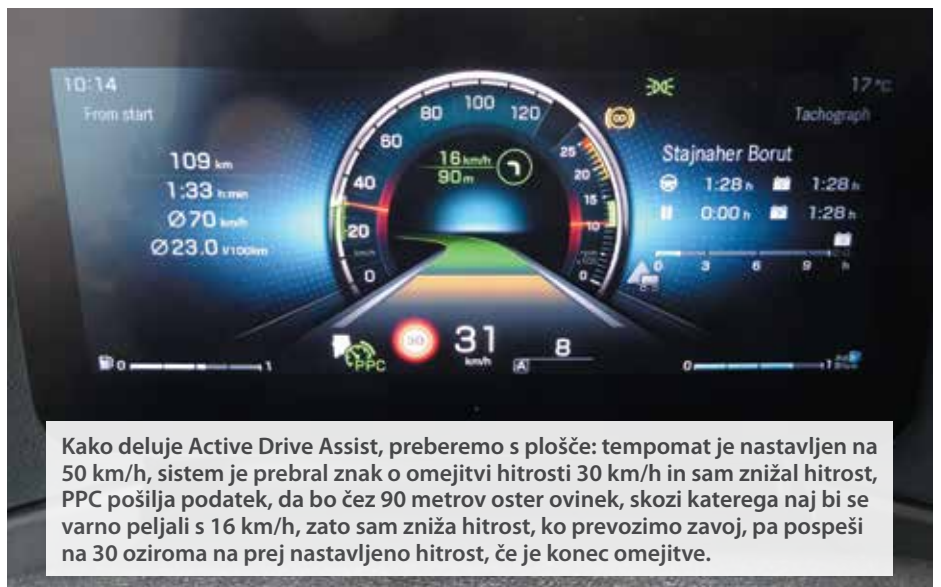 10:14
17 °C
From start
Tachograph
109 km
1:33 h:min
Ø 70 km/h
Ø 23.0 l/100km
0
20
40
60
80
100
120
km/h
16 km/h
90 m
25
20
15
10
0
Stajnaher Borut
1:28 h 1:28 h
0:00 h 1:28 h
0 3 6 9 h
PPC
30
31
km/h
A 8
0 1
0 1
Kako deluje Active Drive Assist, preberemo s plošče: tempomat je nastavljen na
50 km/h, sistem je prebral znak o omejitvi hitrosti 30 km/h in sam znižal hitrost,
PPC pošilja podatek, da bo čez 90 metrov oster ovinek, skozi katerega naj bi se
varno peljali s 16 km/h, zato sam zniža hitrost, ko prevozimo zavoj, pa pospeši
na 30 oziroma na prej nastavljeno hitrost, če je konec omejitve.